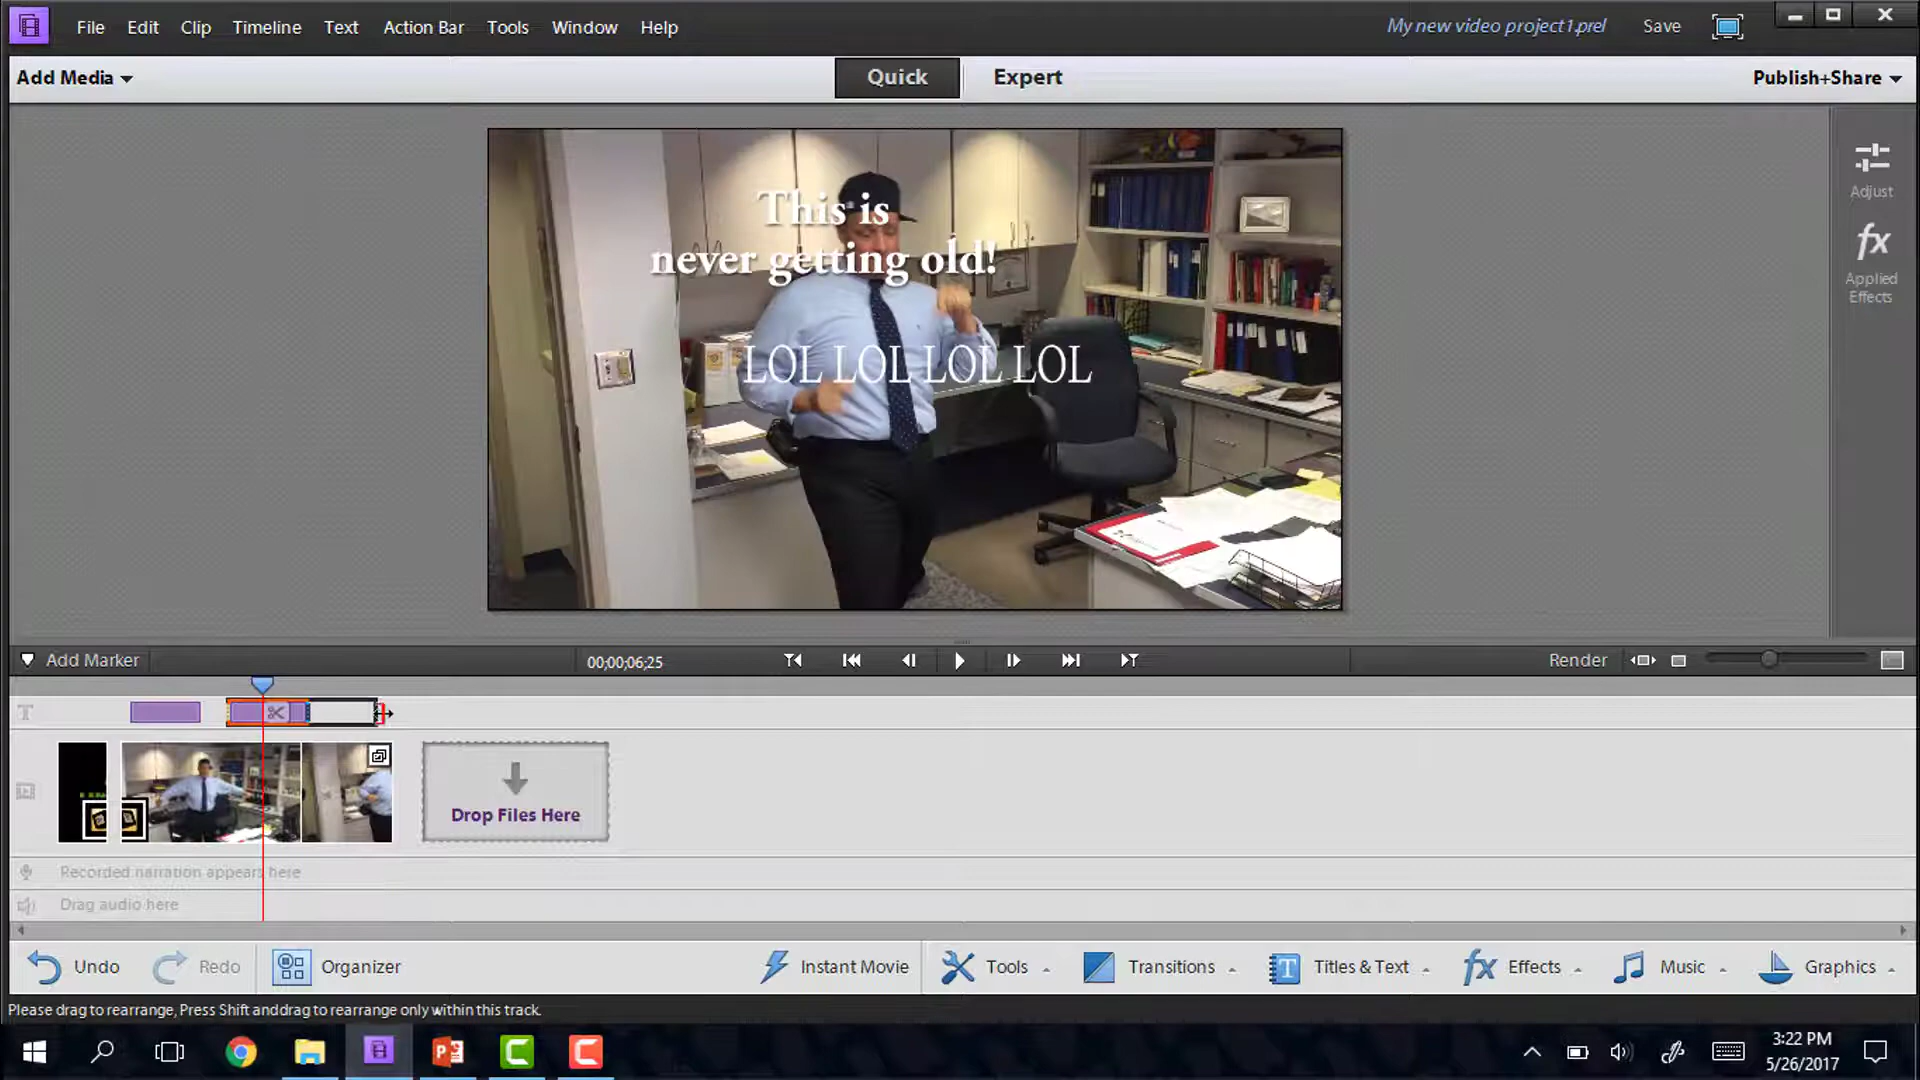 File Edit Clip Timeline Text Action Bar Tools Window Help My new video project1.prel Save
Add Media Quick Expert Publish+Share
Adjust
fx
Applied
Effects
This is
never getting old!
LOL LOL LOL LOL
Add Marker 00;00;06;25 Render
T
Drop Files Here
Recorded narration appears here
Drag audio here
Undo Redo Organizer Instant Movie Tools Transitions T Titles & Text fx Effects Music Graphics
Please drag to rearrange, Press Shift anddrag to rearrange only within this track.
3:22 PM
5/26/2017